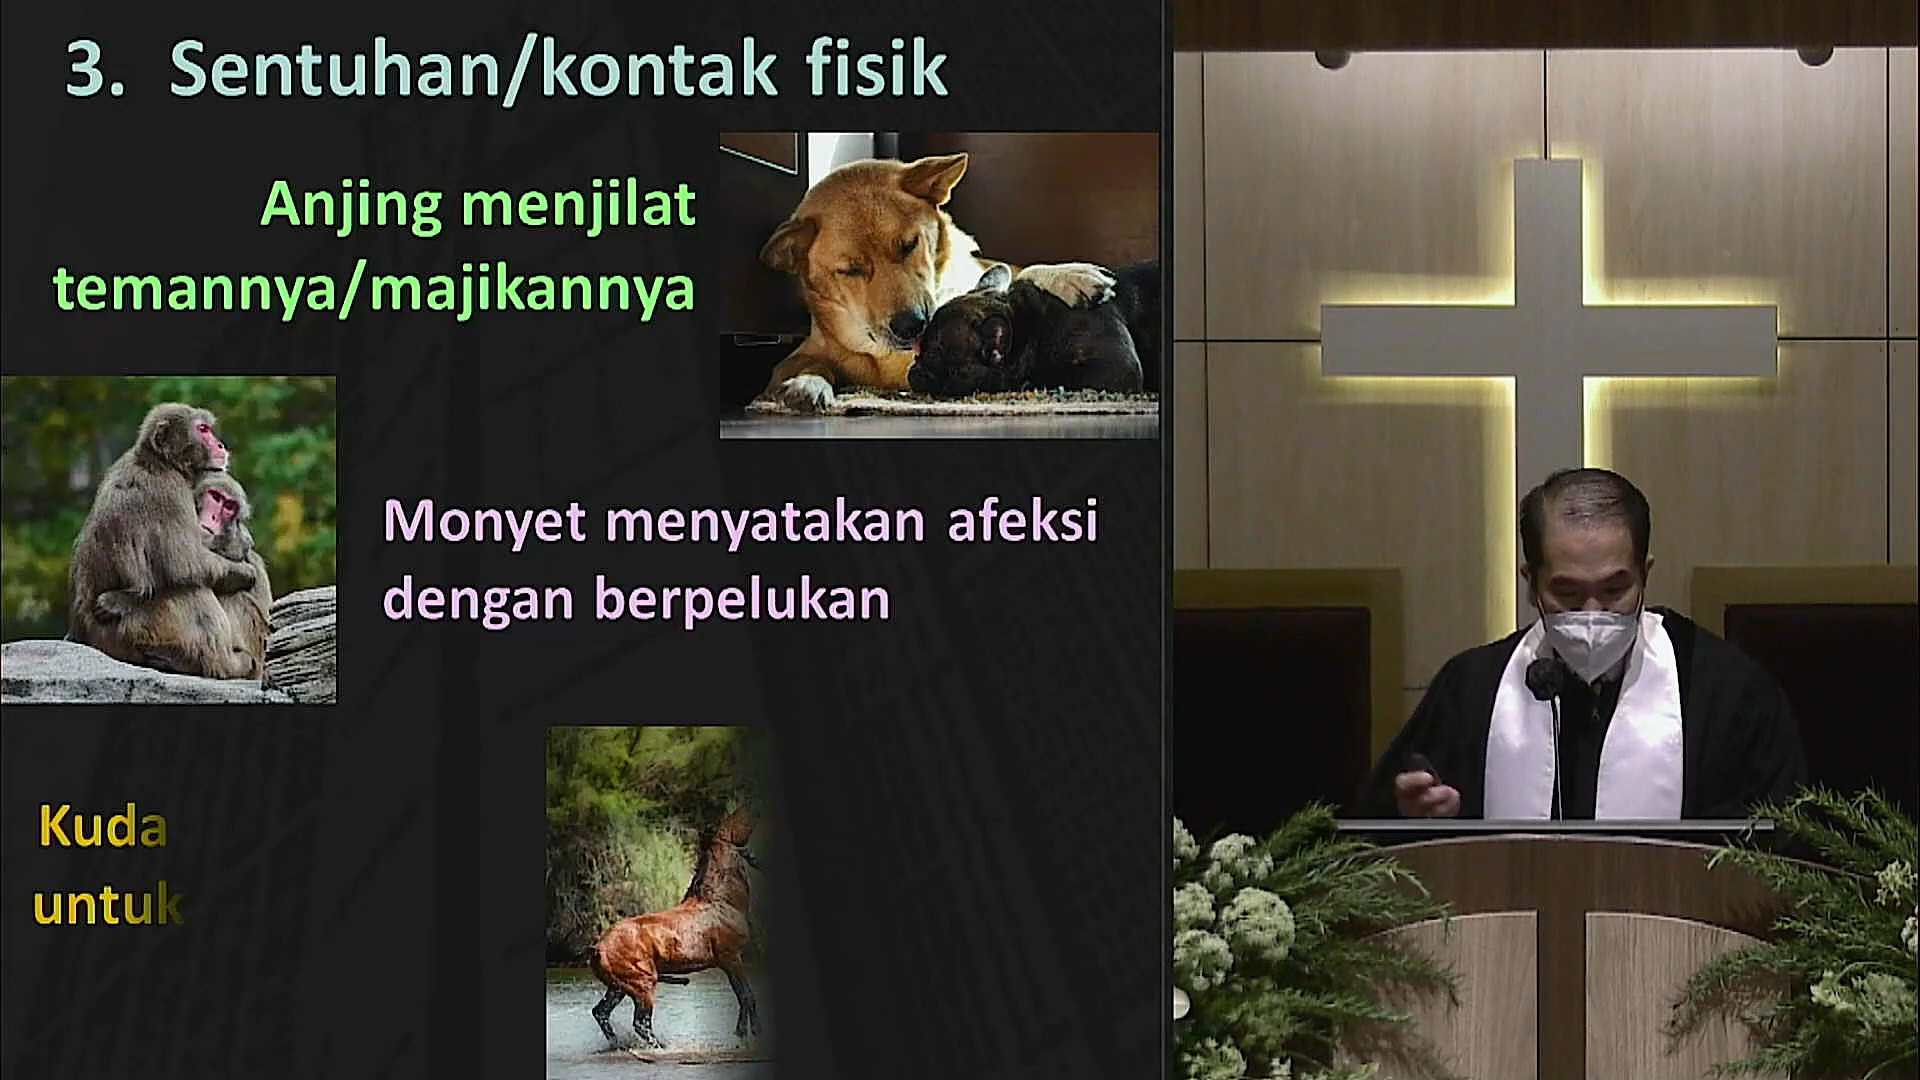 3. Sentuhan/kontak fisik
Anjing menjilat
temannya/majikannya
Monyet menyatakan afeksi
dengan berpelukan
Kuda
untuk